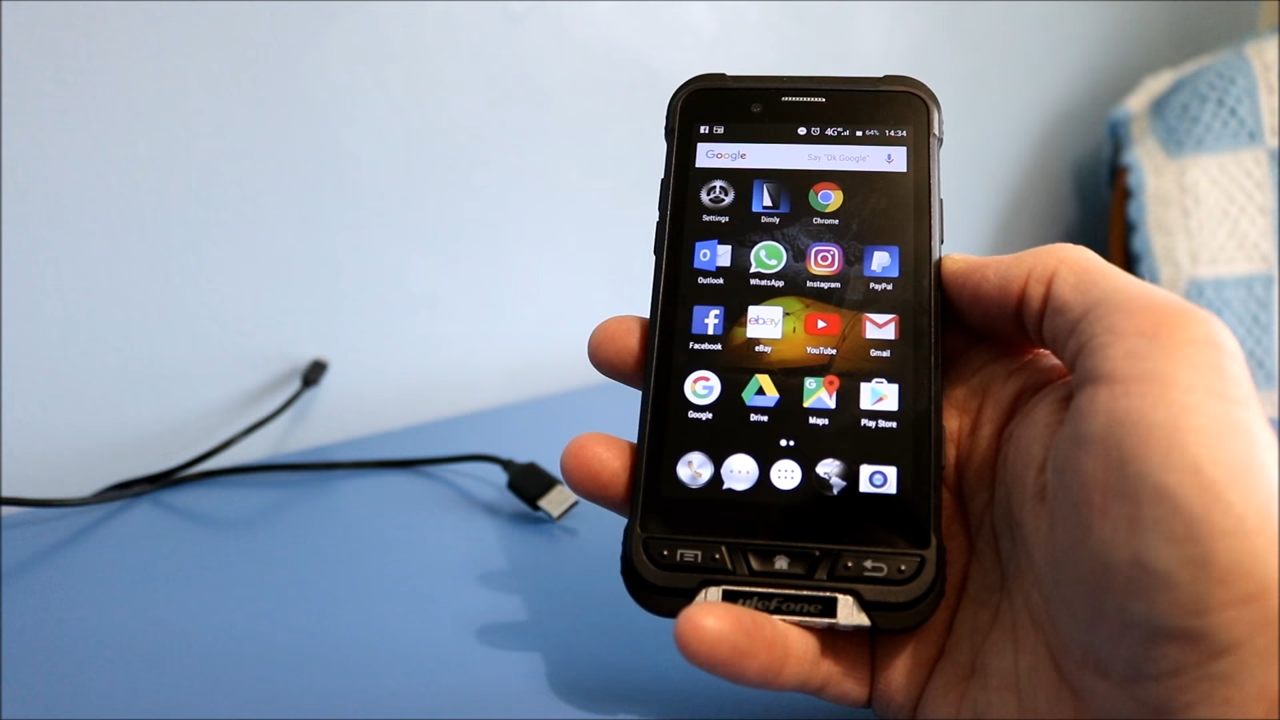 4G 64% 14:34
Google Say "Ok Google"
Settings Dimly Chrome
Outlook WhatsApp Instagram PayPal
ebay
Facebook eBay YouTube Gmail
Google Drive Maps Play Store
uleFone